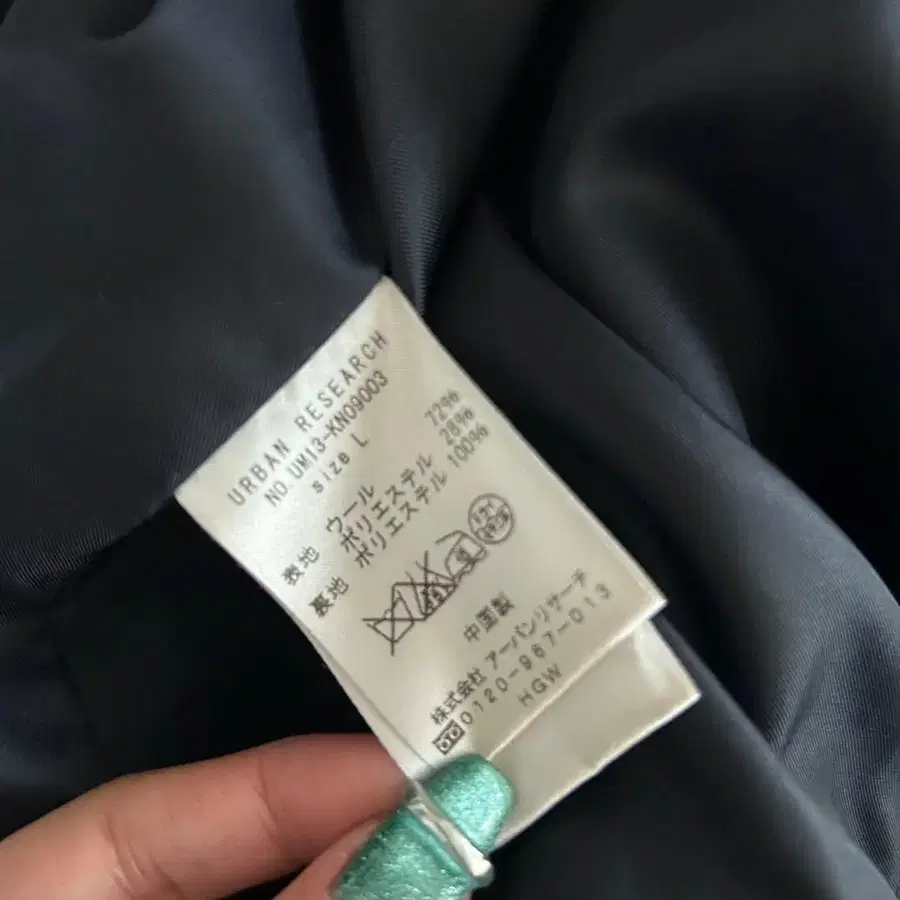 URBAN RESEARCH
NO.UM13-KN09003
size L
表地 ウール 72%
ポリエステル 28%
裏地 ポリエステル 100%
中国製
株式会社 アーバンリサーチ
0120-967-013
HGW